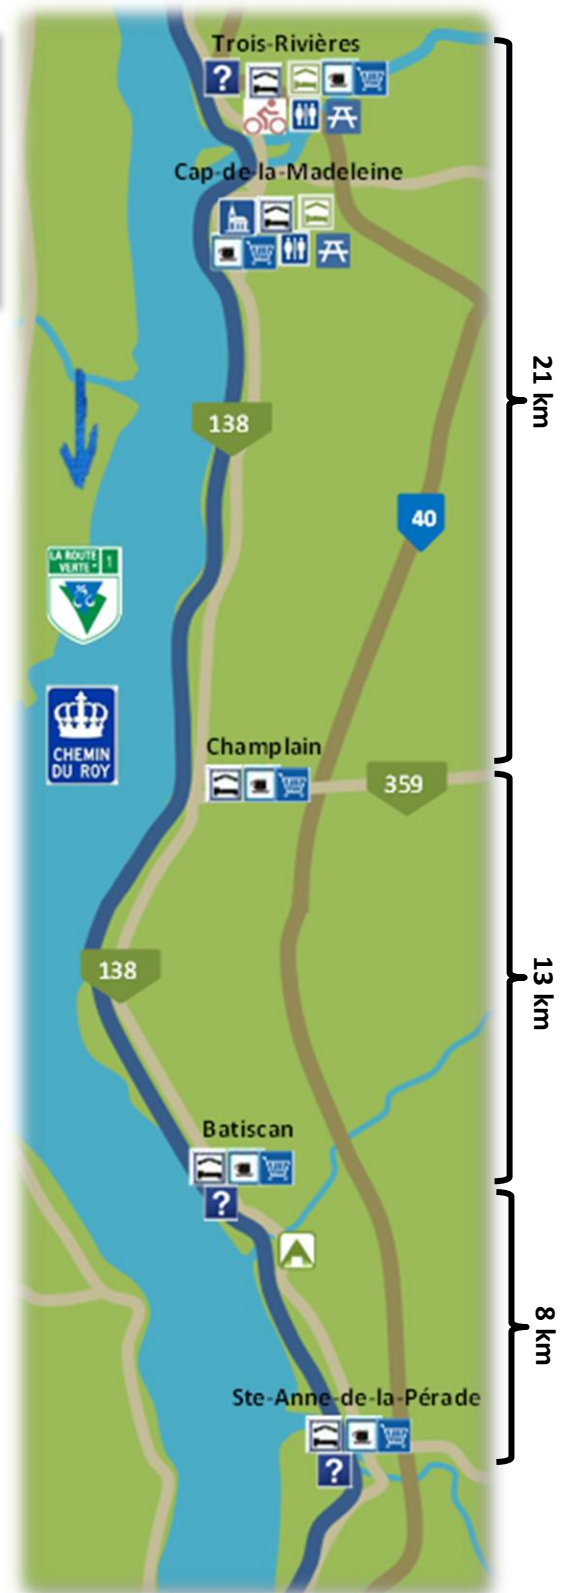 Trois-Rivières
?
Cap-de-la-Madeleine
21 km
138
40
LA ROUTE
VERTE 1
CHEMIN
DU ROY
Champlain
359
138
13 km
Batiscan
?
8 km
Ste-Anne-de-la-Pérade
?